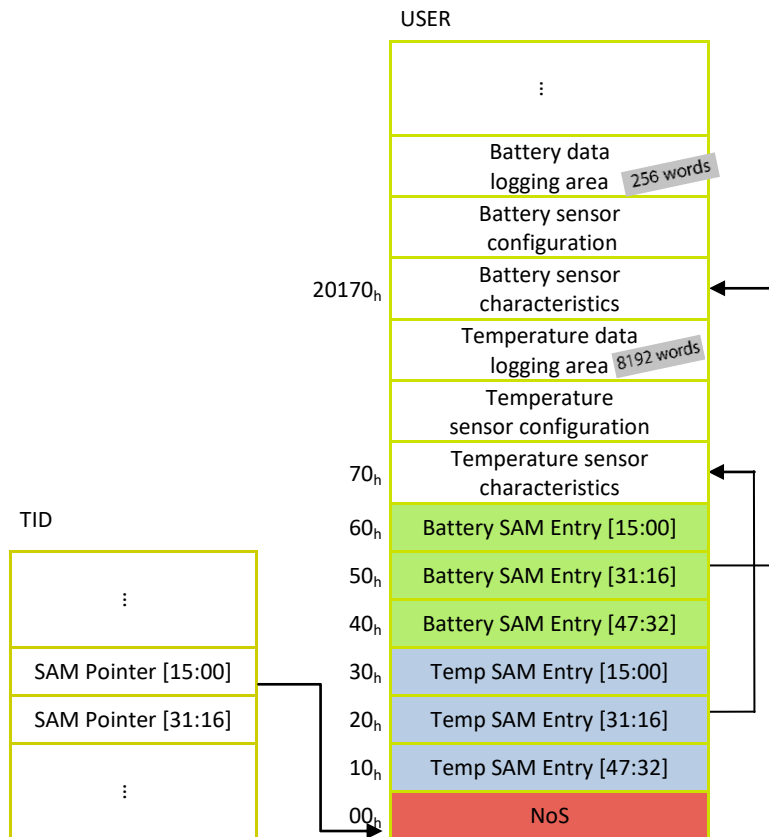 USER
⋮
Battery data
logging area 256 words
Battery sensor
configuration
20170h Battery sensor
characteristics
Temperature data
logging area 8192 words
Temperature
sensor configuration
70h Temperature sensor
characteristics
60h Battery SAM Entry [15:00]
50h Battery SAM Entry [31:16]
40h Battery SAM Entry [47:32]
30h Temp SAM Entry [15:00]
20h Temp SAM Entry [31:16]
10h Temp SAM Entry [47:32]
00h NoS
TID
⋮
SAM Pointer [15:00]
SAM Pointer [31:16]
⋮